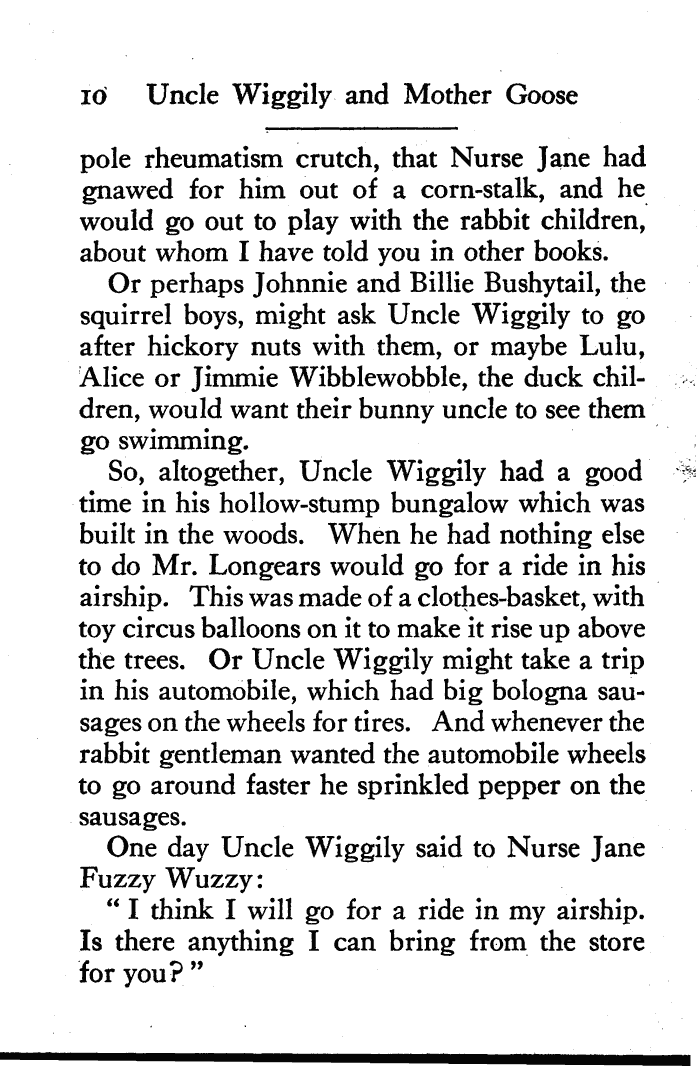 10 Uncle Wiggily and Mother Goose
pole rheumatism crutch, that Nurse Jane had
gnawed for him out of a corn-stalk, and he
would go out to play with the rabbit children,
about whom I have told you in other books.
Or perhaps Johnnie and Billie Bushytail, the
squirrel boys, might ask Uncle Wiggily to go
after hickory nuts with them, or maybe Lulu,
Alice or Jimmie Wibblewobble, the duck chil-
dren, would want their bunny uncle to see them
go swimming.
So, altogether, Uncle Wiggily had a good
time in his hollow-stump bungalow which was
built in the woods. When he had nothing else
to do Mr. Longears would go for a ride in his
airship. This was made of a clothes-basket, with
toy circus balloons on it to make it rise up above
the trees. Or Uncle Wiggily might take a trip
in his automobile, which had big bologna sau-
sages on the wheels for tires. And whenever the
rabbit gentleman wanted the automobile wheels
to go around faster he sprinkled pepper on the
sausages.
One day Uncle Wiggily said to Nurse Jane
Fuzzy Wuzzy:
" I think I will go for a ride in my airship.
Is there anything I can bring from the store
for you? "